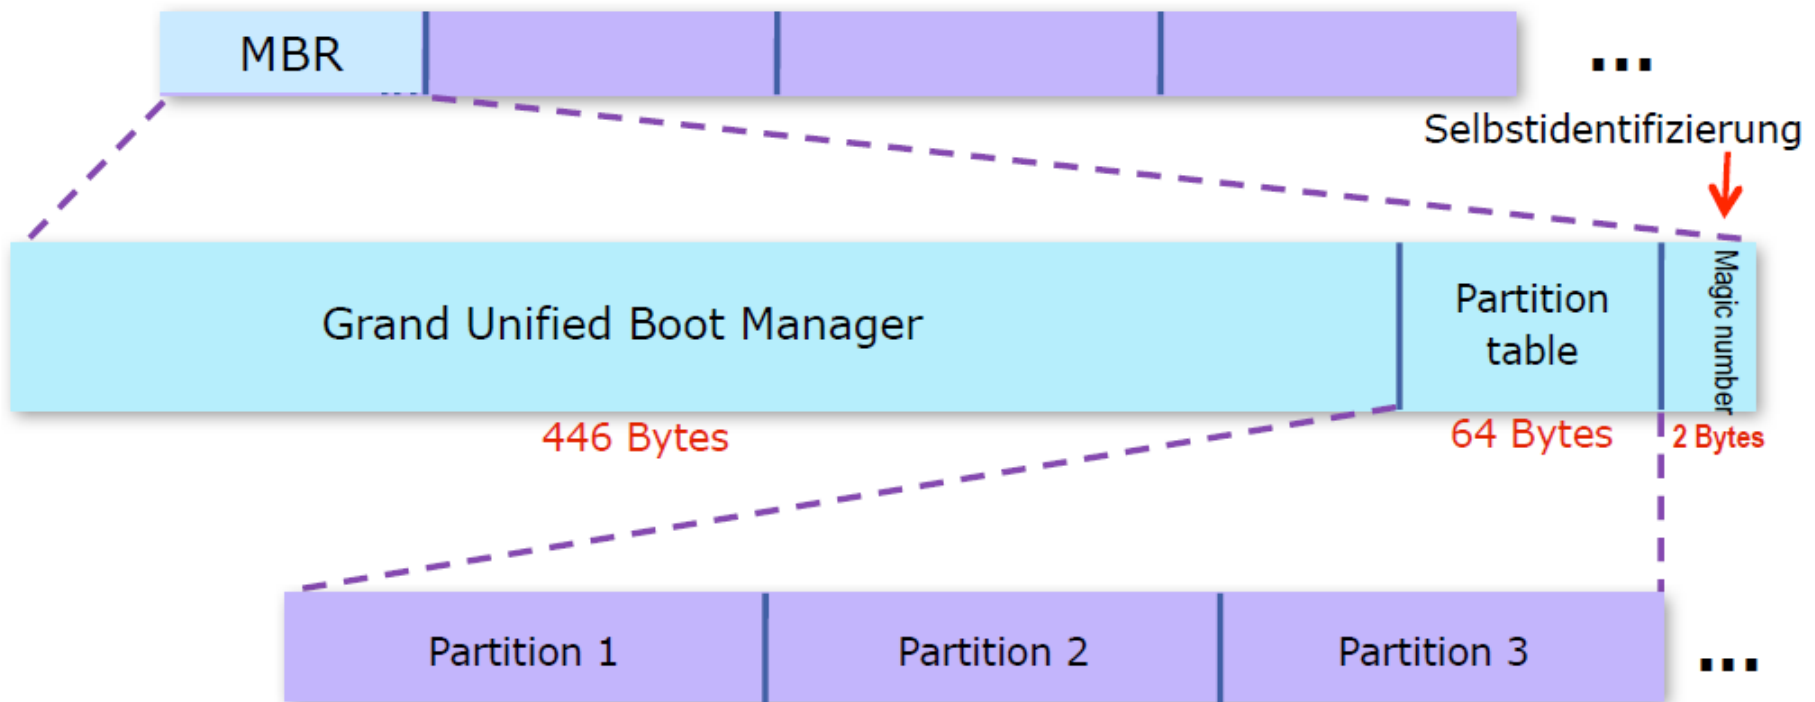 MBR
...
Selbstidentifizierung
Grand Unified Boot Manager
Partition
table
Magic number
446 Bytes
64 Bytes
2 Bytes
Partition 1
Partition 2
Partition 3
...